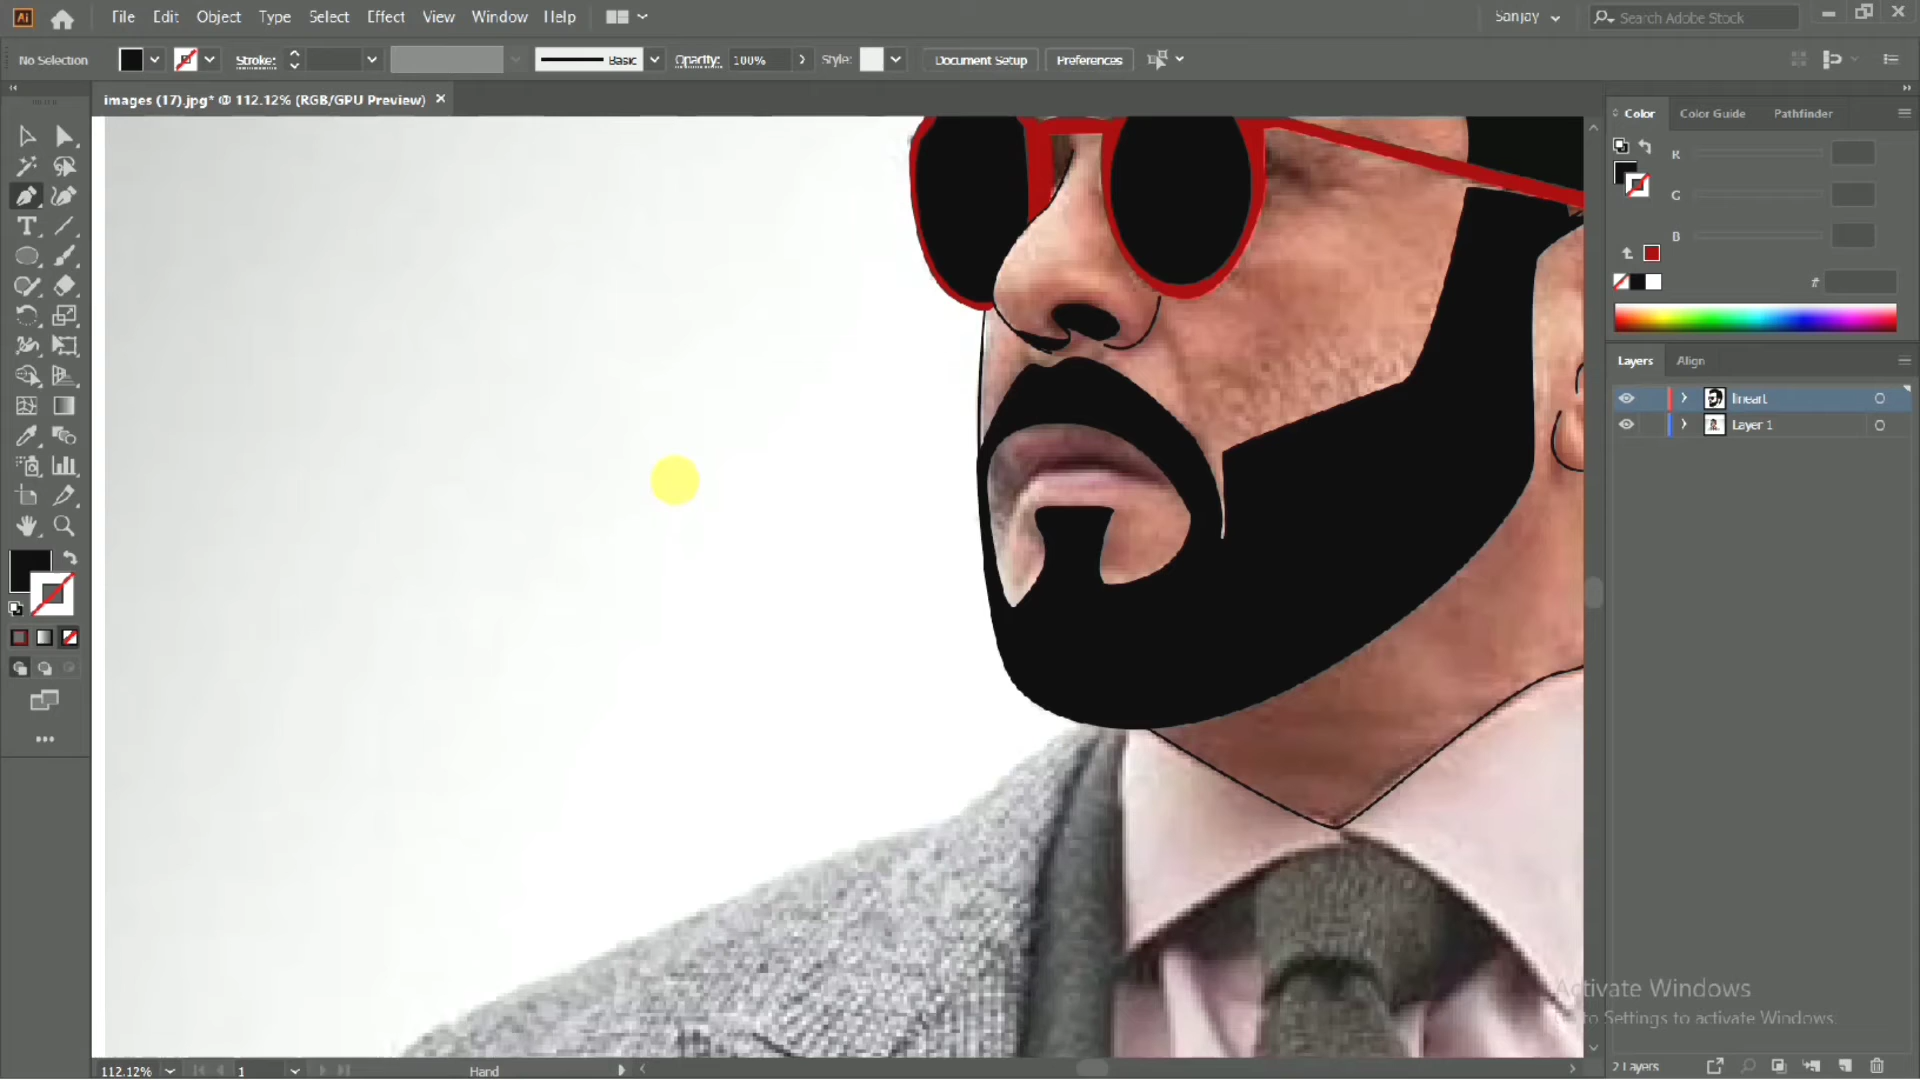 Ai File Edit Object Type Select Effect View Window Help Sanjay Search Adobe Stock
No Selection Stroke: Basic Opacity: 100% Style: Document Setup Preferences
images (17).jpg* @ 112.12% (RGB/GPU Preview)
Color Color Guide Pathfinder
R
G
B
#
Layers Align
lineart
Layer 1
Activate Windows
to Settings to activate Windows.
112.12% 1 Hand 2 Layers